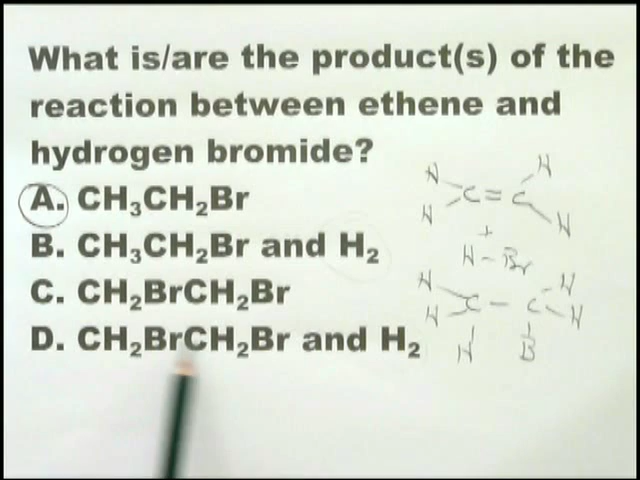 What is/are the product(s) of the
reaction between ethene and
hydrogen bromide?
A. CH₃CH₂Br
B. CH₃CH₂Br and H₂
C. CH₂BrCH₂Br
D. CH₂BrCH₂Br and H₂
H H
C = C
H H
+
H - Br
H H
C - C
H H
H B